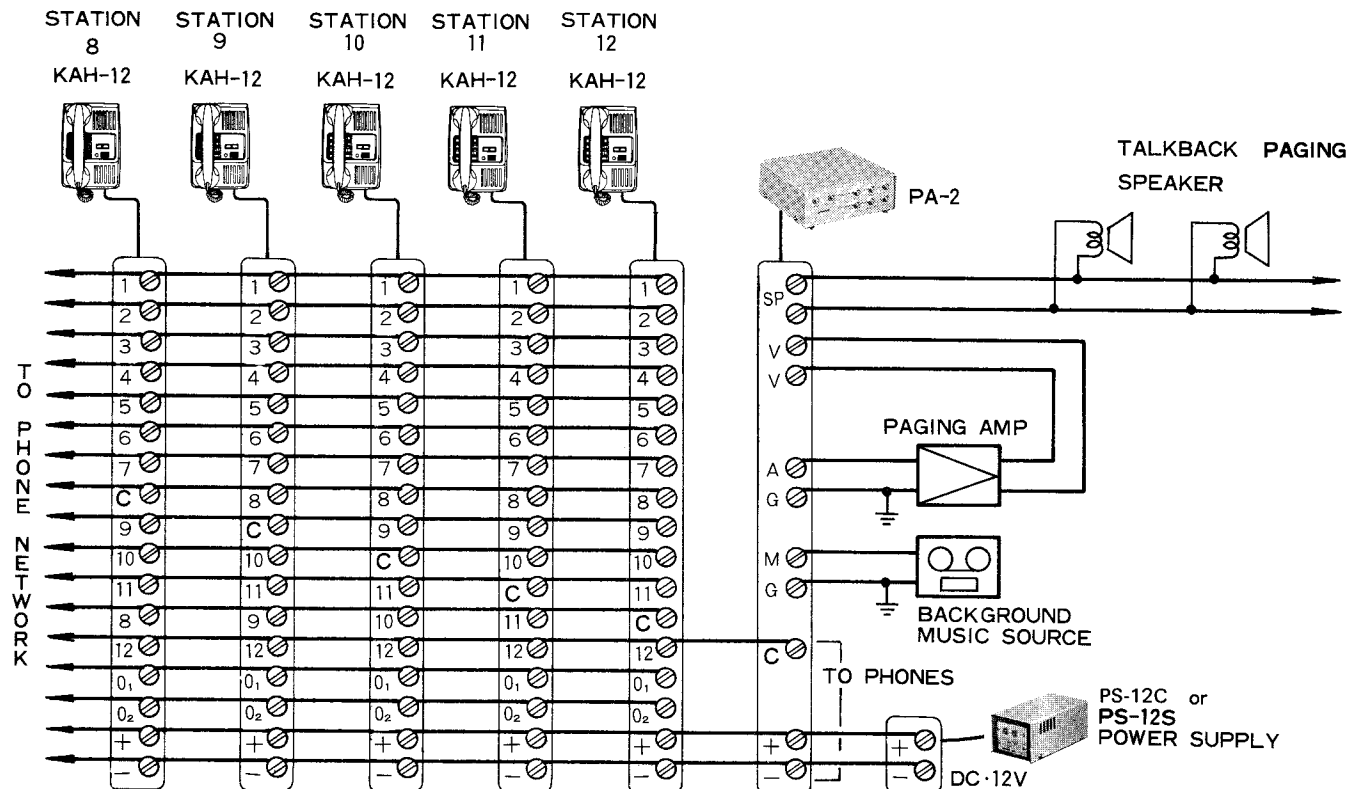 STATION 8
STATION 9
STATION 10
STATION 11
STATION 12
KAH-12
KAH-12
KAH-12
KAH-12
KAH-12
PA-2
TALKBACK PAGING
SPEAKER
TO PHONE NETWORK
1 1 1 1 1 SP
2 2 2 2 2
3 3 3 3 3 V
4 4 4 4 4 V
5 5 5 5 5
6 6 6 6 6 PAGING AMP
7 7 7 7 7 A
C 8 8 8 8 G
9 C 9 9 9
10 10 C 10 10 M
11 11 11 C 11 G
8 9 10 11 C
BACKGROUND
MUSIC SOURCE
12 12 12 12 12 C
TO PHONES
0₁ 0₁ 0₁ 0₁ 0₁
0₂ 0₂ 0₂ 0₂ 0₂
+ + + + + + +
− − − − − − −
DC·12V
PS-12C or
PS-12S
POWER SUPPLY